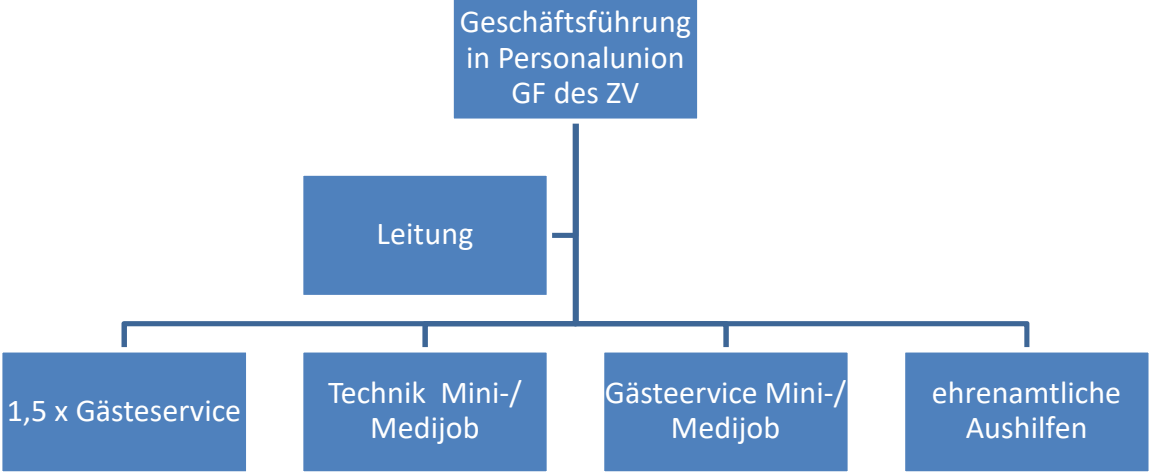 Geschäftsführung
in Personalunion
GF des ZV
Leitung
1,5 x Gästeservice
Technik  Mini-/
Medijob
Gästeervice Mini-/
Medijob
ehrenamtliche
Aushilfen